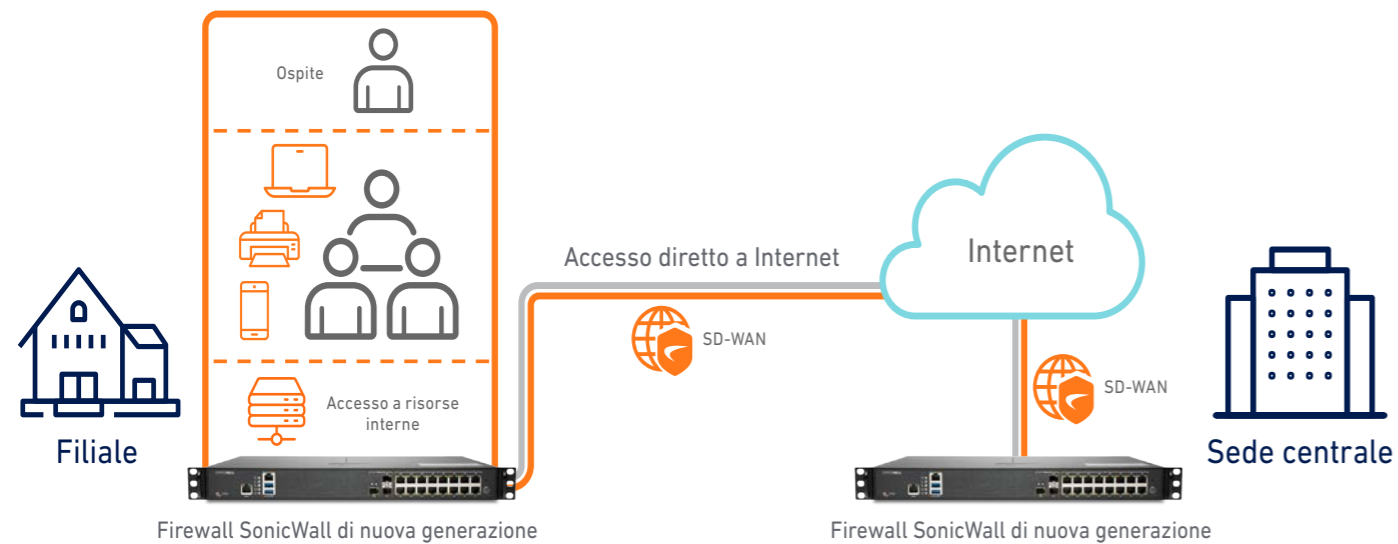 Ospite
Accesso a risorse
interne
Filiale
Firewall SonicWall di nuova generazione
Accesso diretto a Internet
SD-WAN
Internet
SD-WAN
Sede centrale
Firewall SonicWall di nuova generazione